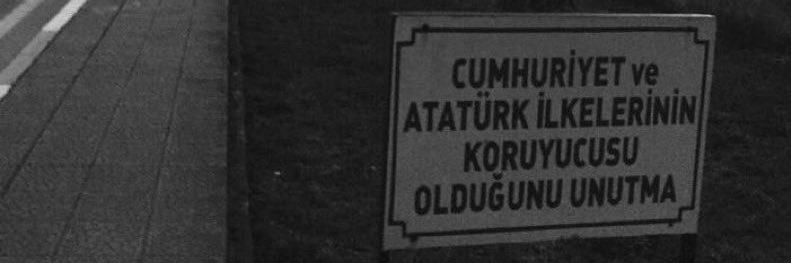 CUMHURİYET ve
ATATÜRK İLKELERİNİN
KORUYUCUSU
OLDUĞUNU UNUTMA